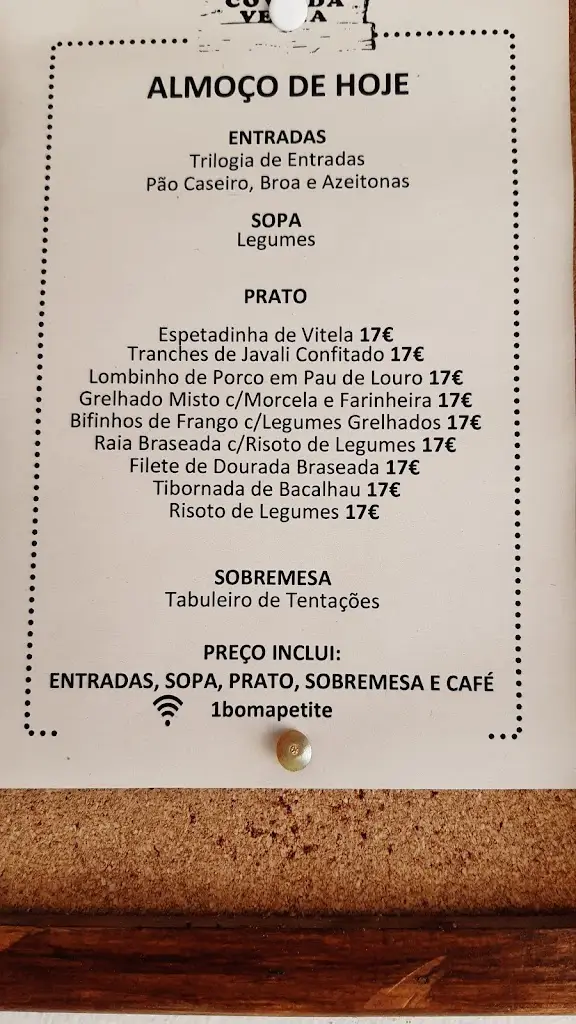 ALMOÇO DE HOJE
ENTRADAS
Trilogia de Entradas
Pão Caseiro, Broa e Azeitonas
SOPA
Legumes
PRATO
Espetadinha de Vitela 17€
Tranches de Javali Confitado 17€
Lombinho de Porco em Pau de Louro 17€
Grelhado Misto c/Morcela e Farinheira 17€
Bifinhos de Frango c/Legumes Grelhados 17€
Raia Braseada c/Risoto de Legumes 17€
Filete de Dourada Braseada 17€
Tibornada de Bacalhau 17€
Risoto de Legumes 17€
SOBREMESA
Tabuleiro de Tentações
PREÇO INCLUI:
ENTRADAS, SOPA, PRATO, SOBREMESA E CAFÉ
1bomapetite